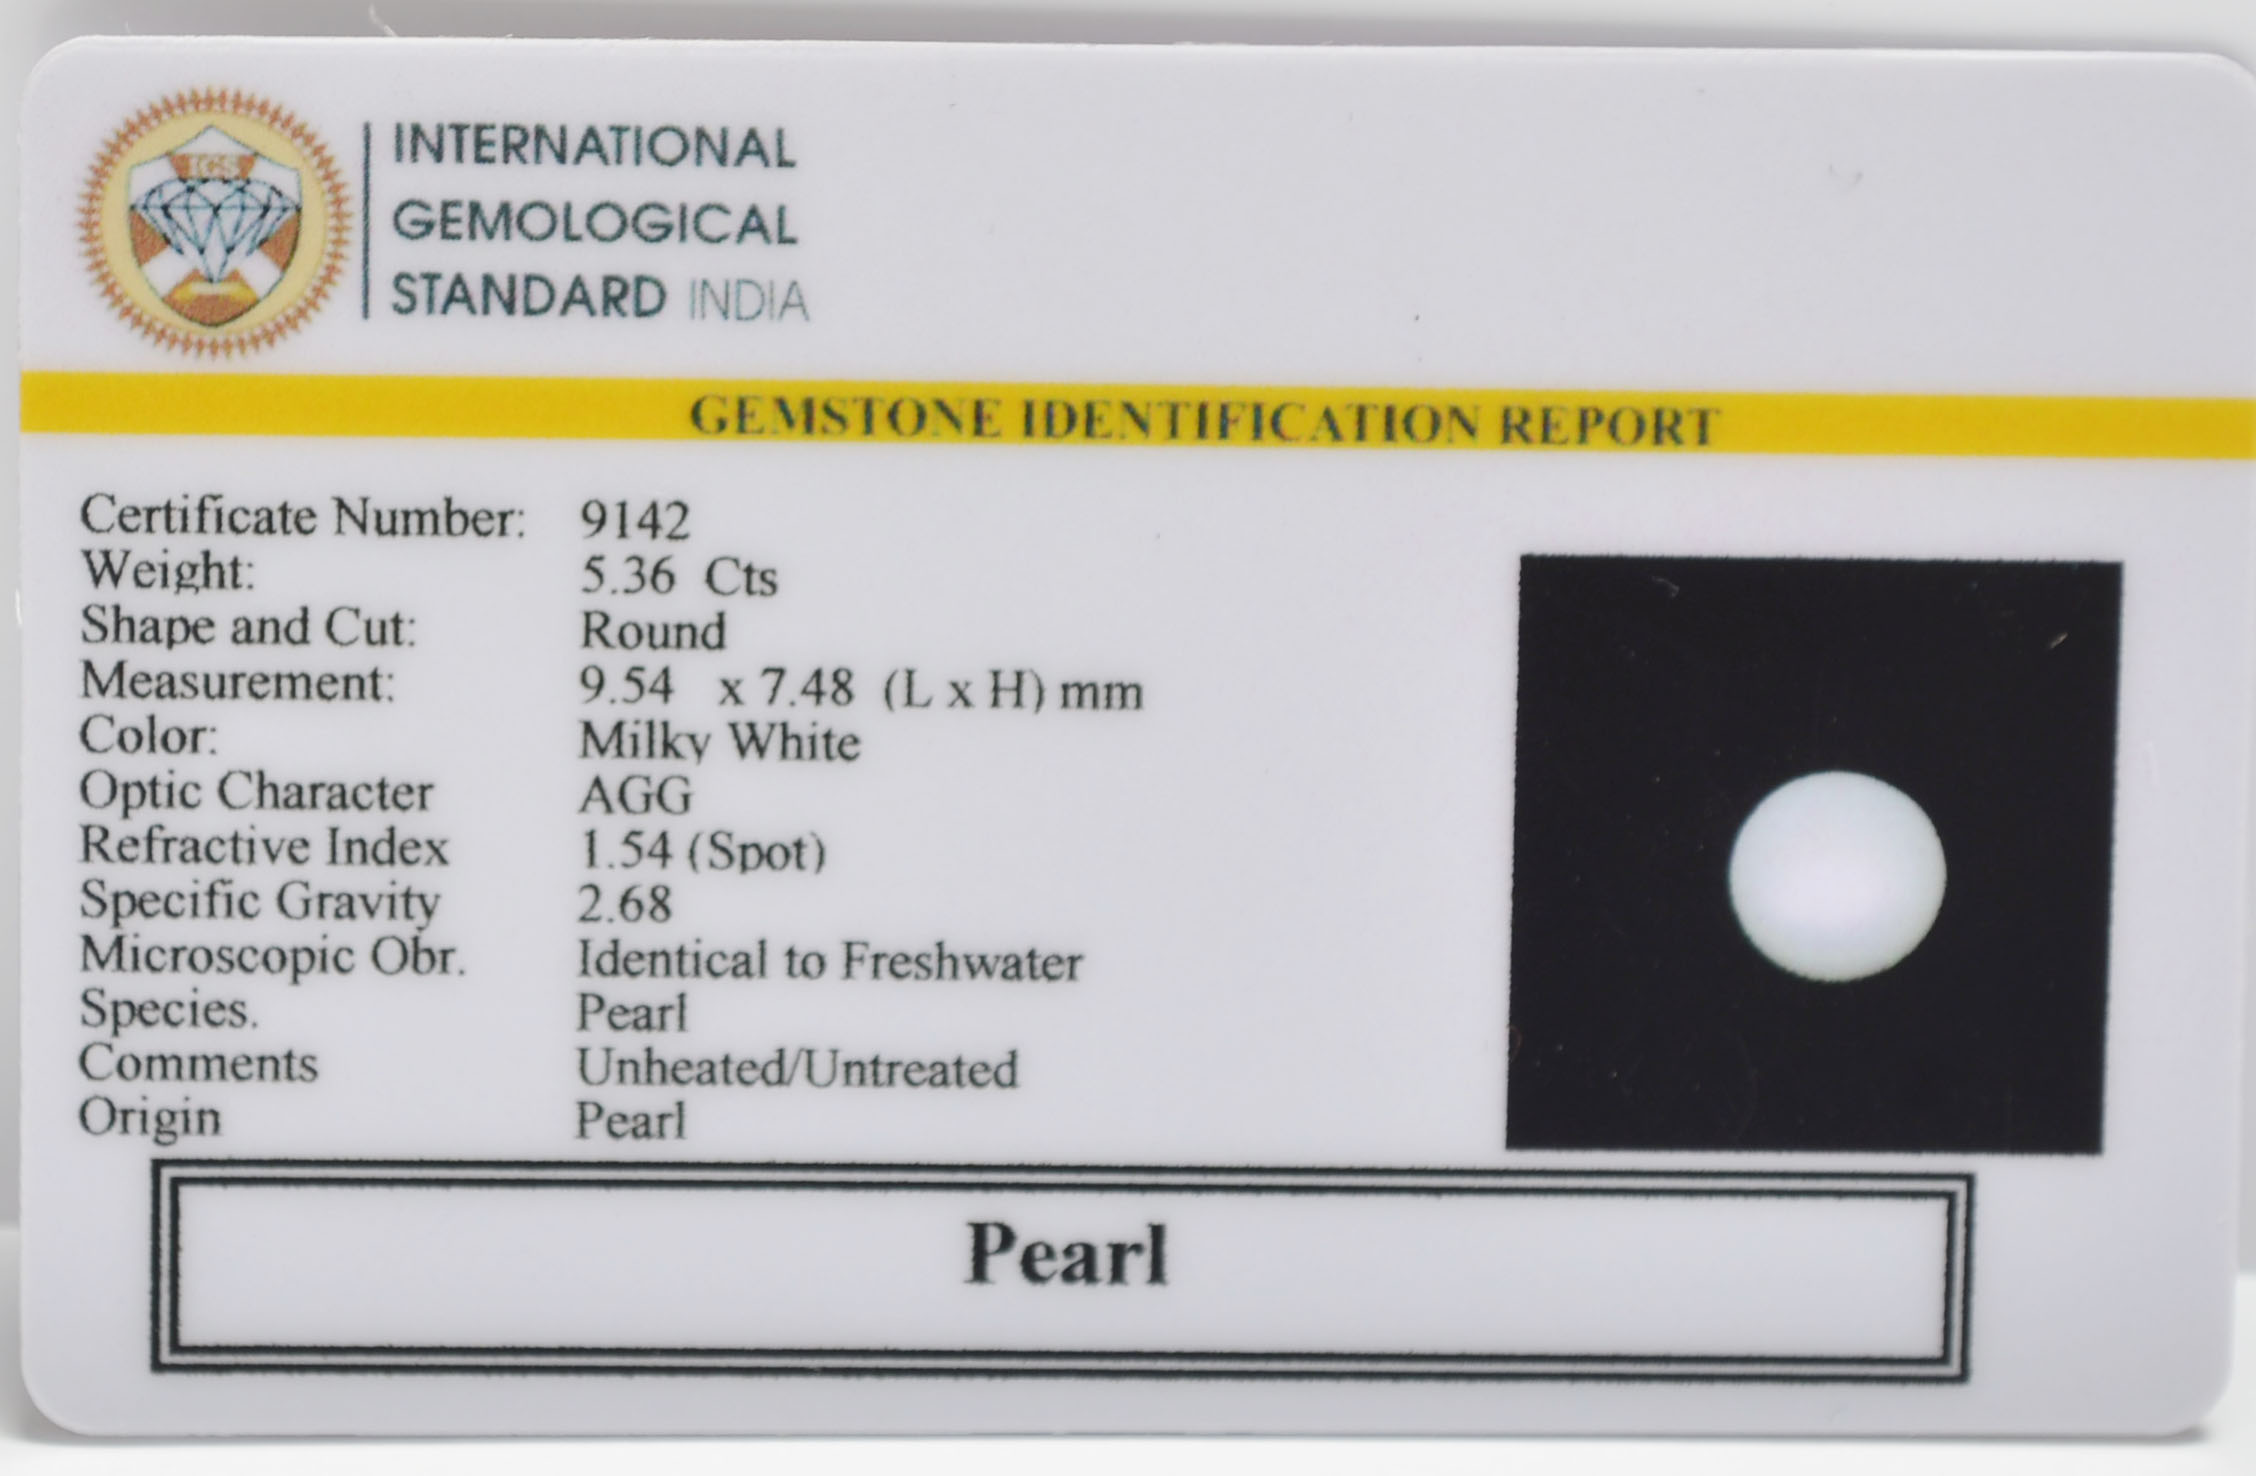 IGS
INTERNATIONAL
GEMOLOGICAL
STANDARD INDIA
GEMSTONE IDENTIFICATION REPORT
Certificate Number: 9142
Weight: 5.36 Cts
Shape and Cut: Round
Measurement: 9.54 x 7.48 (L x H) mm
Color: Milky White
Optic Character AGG
Refractive Index 1.54 (Spot)
Specific Gravity 2.68
Microscopic Obr. Identical to Freshwater
Species. Pearl
Comments Unheated/Untreated
Origin Pearl
Pearl